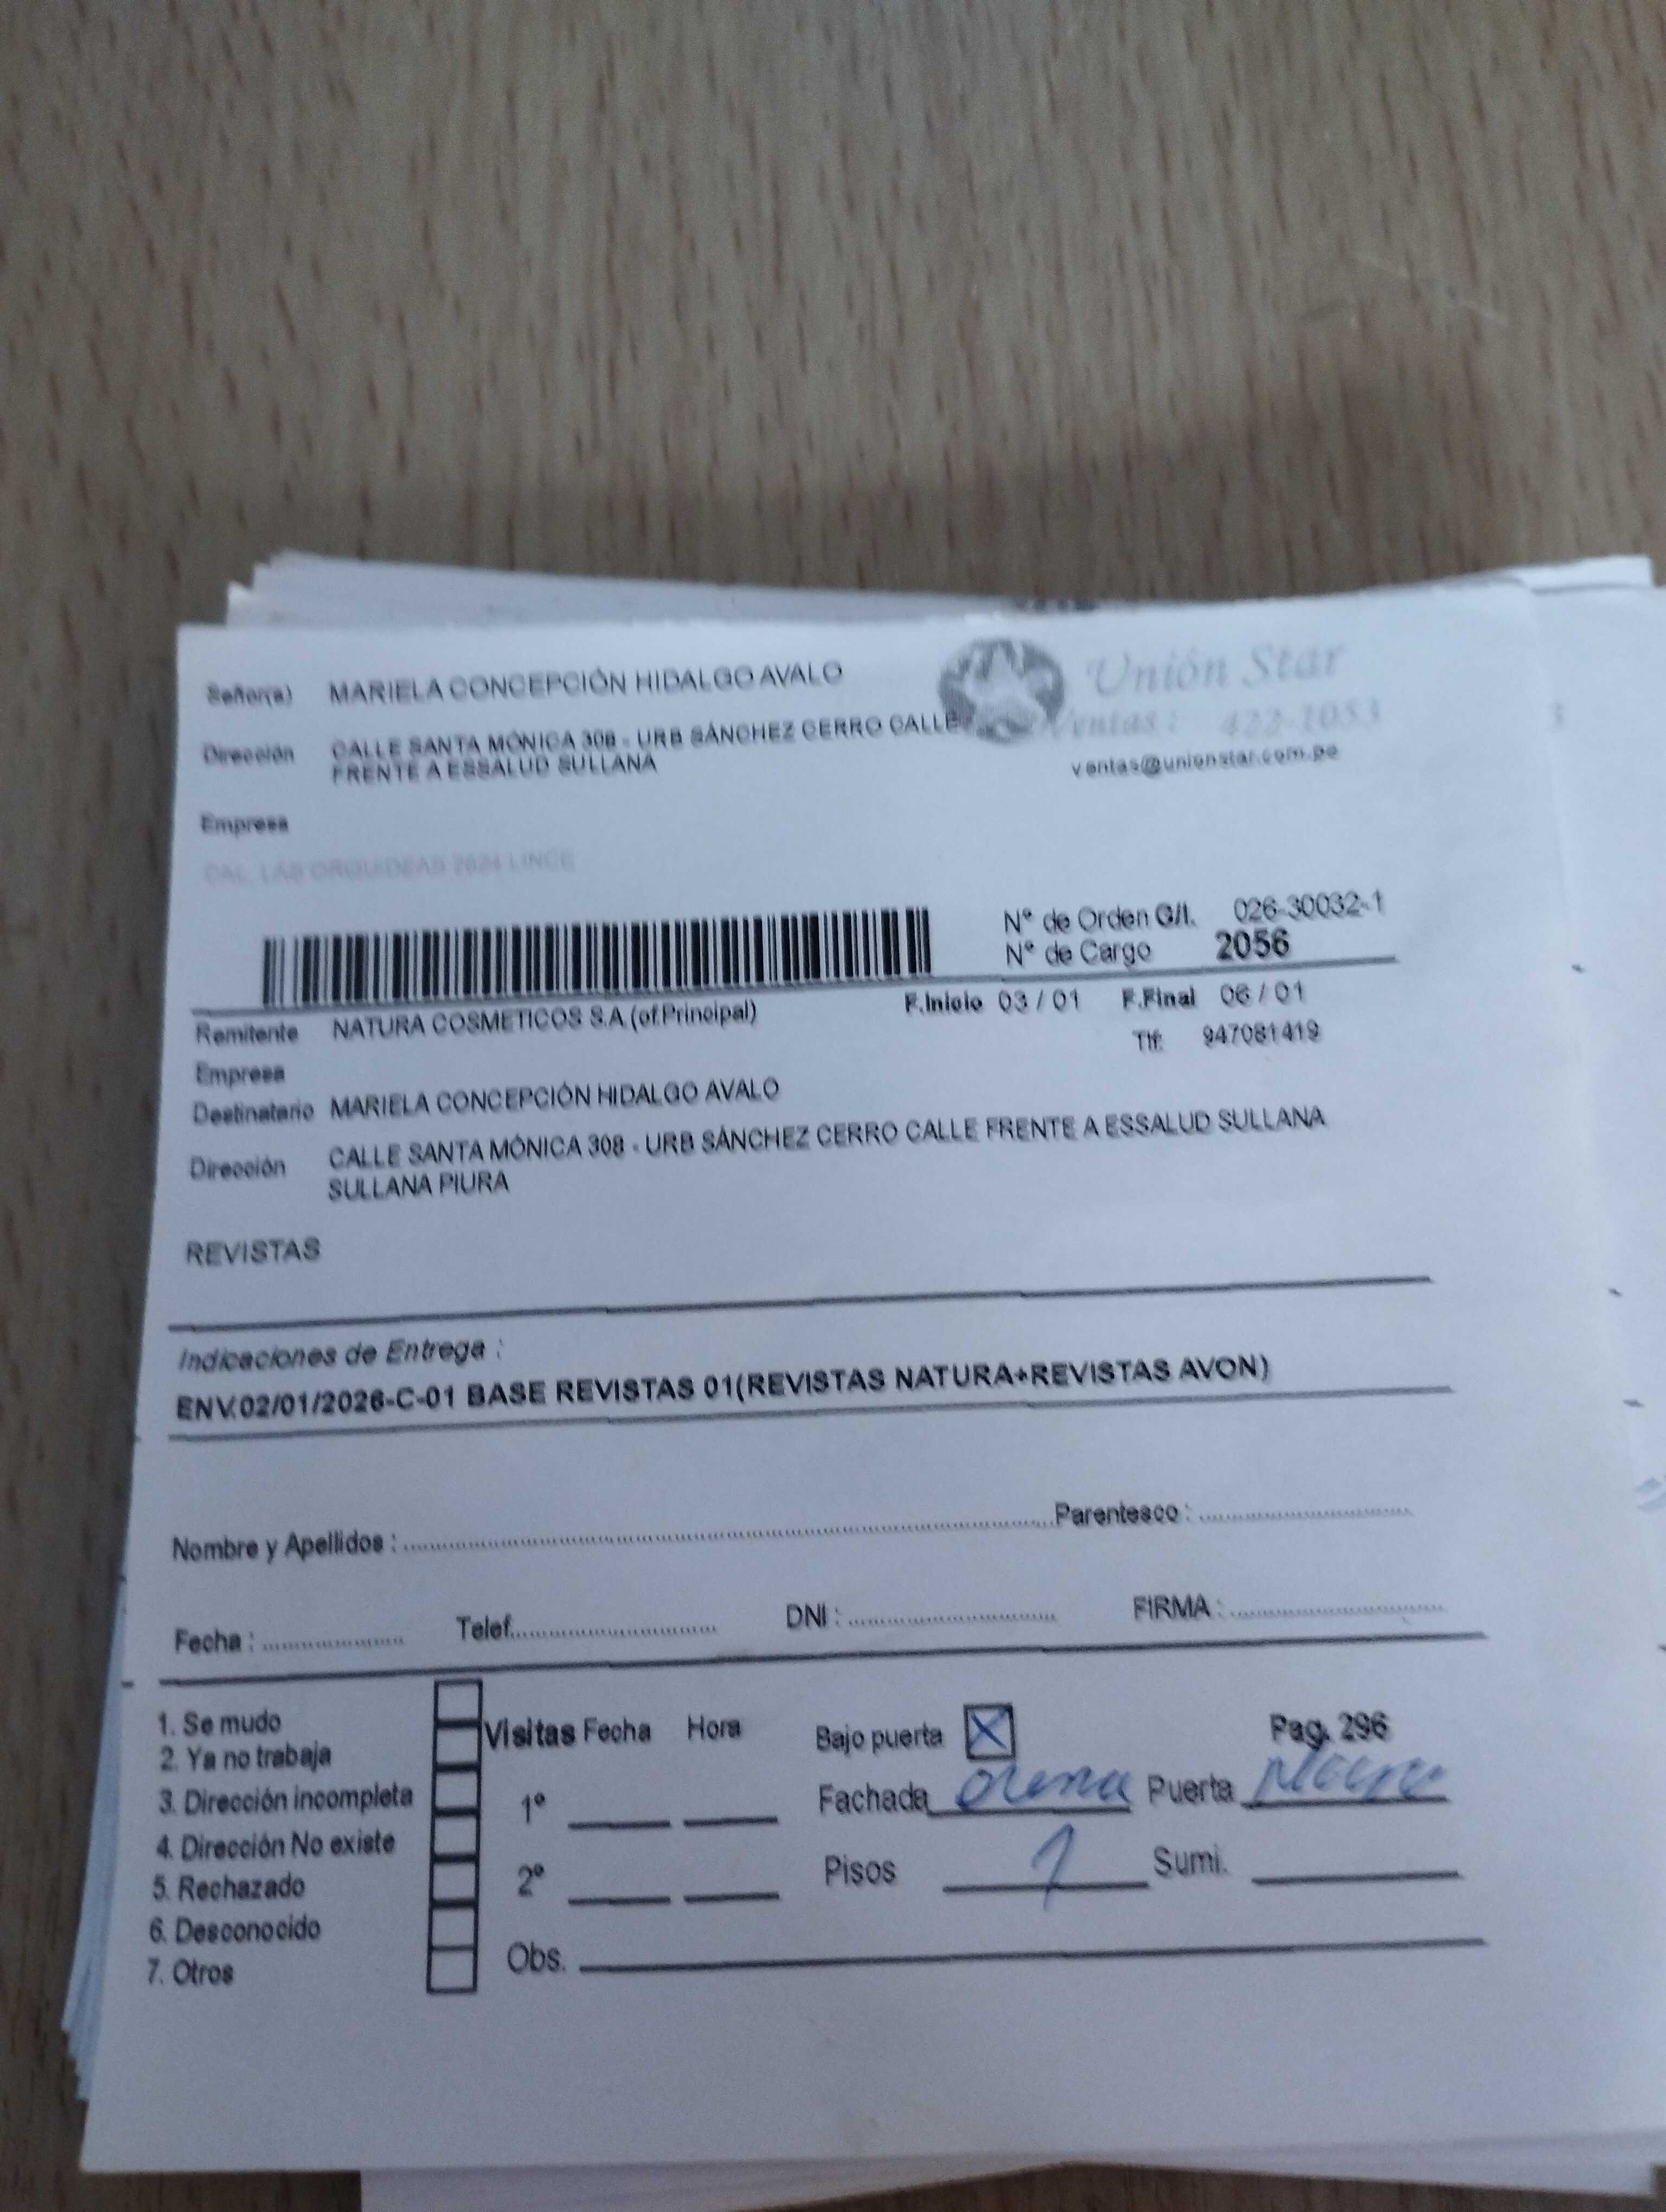 Señor(a) MARIELA CONCEPCIÓN HIDALGO AVALO
Unión Star
Dirección CALLE SANTA MÓNICA 308 - URB SÁNCHEZ CERRO CALLE
Ventas: 422-1053
FRENTE A ESSALUD SULLANA
ventas@unionstar.com.pe
Empresa
CAL. LAS ORQUIDEAS 2624 LINCE
Nº de Orden G/I. 026-30032-1
Nº de Cargo 2056
Remitente NATURA COSMETICOS S.A.(of.Principal) F.Inicio 03 / 01 F.Final 06 / 01
Tlf: 947081419
Empresa
Destinatario MARIELA CONCEPCIÓN HIDALGO AVALO
Dirección CALLE SANTA MÓNICA 308 - URB SÁNCHEZ CERRO CALLE FRENTE A ESSALUD SULLANA
SULLANA PIURA
REVISTAS
Indicaciones de Entrega :
ENV.02/01/2026-C-01 BASE REVISTAS 01(REVISTAS NATURA+REVISTAS AVON)
Nombre y Apellidos : Parentesco :
Fecha : Telef. DNI : FIRMA :
1. Se mudo
2. Ya no trabaja
3. Dirección incompleta
4. Dirección No existe
5. Rechazado
6. Desconocido
7. Otros
Visitas Fecha Hora
1º
2º
Obs.
Bajo puerta X Pag. 296
Fachada Puerta
Pisos 1 Sumi.